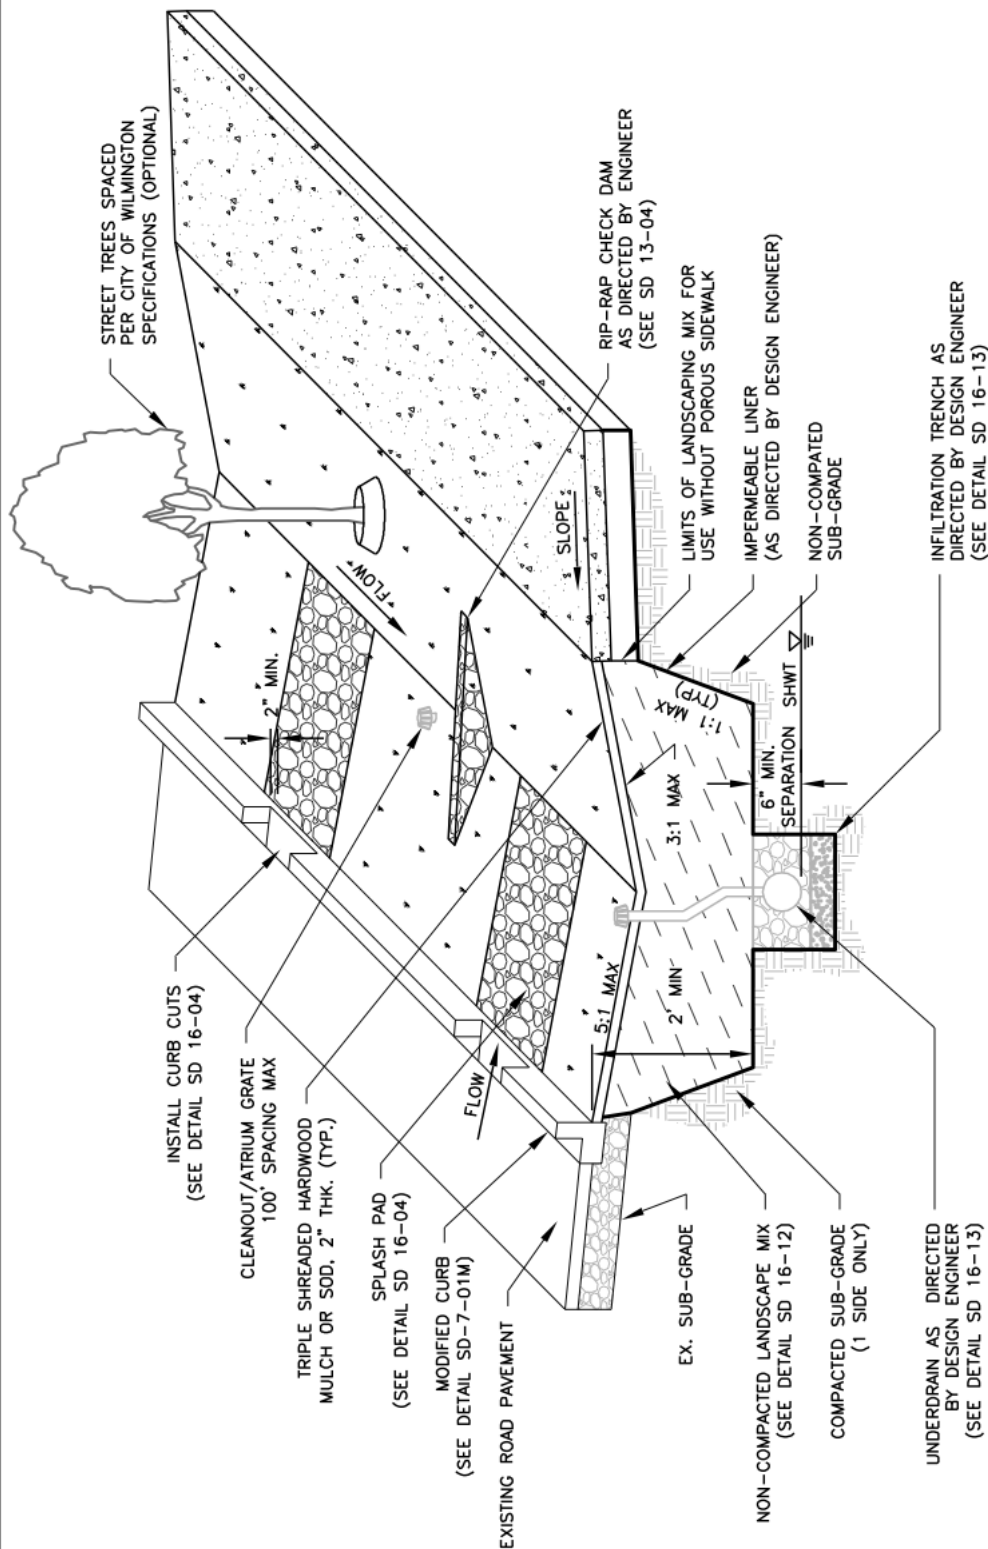 STREET TREES SPACED
PER CITY OF WILMINGTON
SPECIFICATIONS (OPTIONAL)
RIP-RAP CHECK DAM
AS DIRECTED BY ENGINEER
(SEE SD 13-04)
LIMITS OF LANDSCAPING MIX FOR
USE WITHOUT POROUS SIDEWALK
IMPERMEABLE LINER
(AS DIRECTED BY DESIGN ENGINEER)
NON-COMPATED
SUB-GRADE
INFILTRATION TRENCH AS
DIRECTED BY DESIGN ENGINEER
(SEE DETAIL SD 16-13)
2" MIN.
FLOW
SLOPE
1:1 MAX
(TYP)
3:1 MAX
6" MIN.
SEPARATION
SHWT
5:1 MAX
2' MIN
FLOW
INSTALL CURB CUTS
(SEE DETAIL SD 16-04)
CLEANOUT/ATRIUM GRATE
100' SPACING MAX
TRIPLE SHREADED HARDWOOD
MULCH OR SOD, 2" THK. (TYP.)
SPLASH PAD
(SEE DETAIL SD 16-04)
MODIFIED CURB
(SEE DETAIL SD-7-01M)
EXISTING ROAD PAVEMENT
EX. SUB-GRADE
NON-COMPACTED LANDSCAPE MIX
(SEE DETAIL SD 16-12)
COMPACTED SUB-GRADE
(1 SIDE ONLY)
UNDERDRAIN AS DIRECTED
BY DESIGN ENGINEER
(SEE DETAIL SD 16-13)